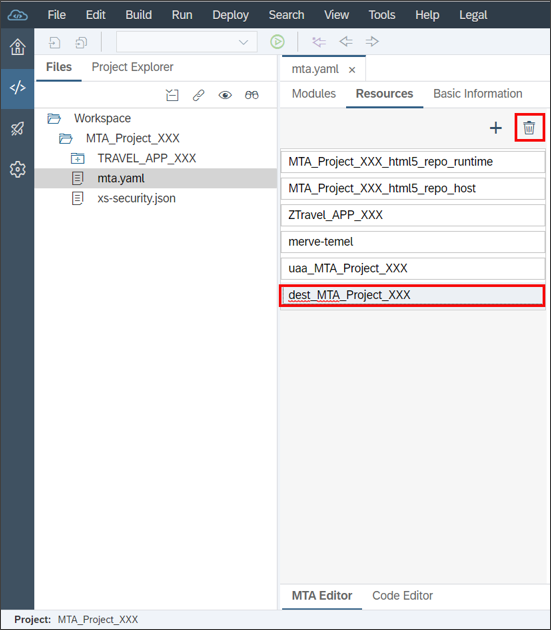 File Edit Build Run Deploy Search View Tools Help Legal
Files Project Explorer
mta.yaml ×
Modules Resources Basic Information
Workspace
MTA_Project_XXX
TRAVEL_APP_XXX
mta.yaml
xs-security.json
MTA_Project_XXX_html5_repo_runtime
MTA_Project_XXX_html5_repo_host
ZTravel_APP_XXX
merve-temel
uaa_MTA_Project_XXX
dest_MTA_Project_XXX
MTA Editor Code Editor
Project: MTA_Project_XXX